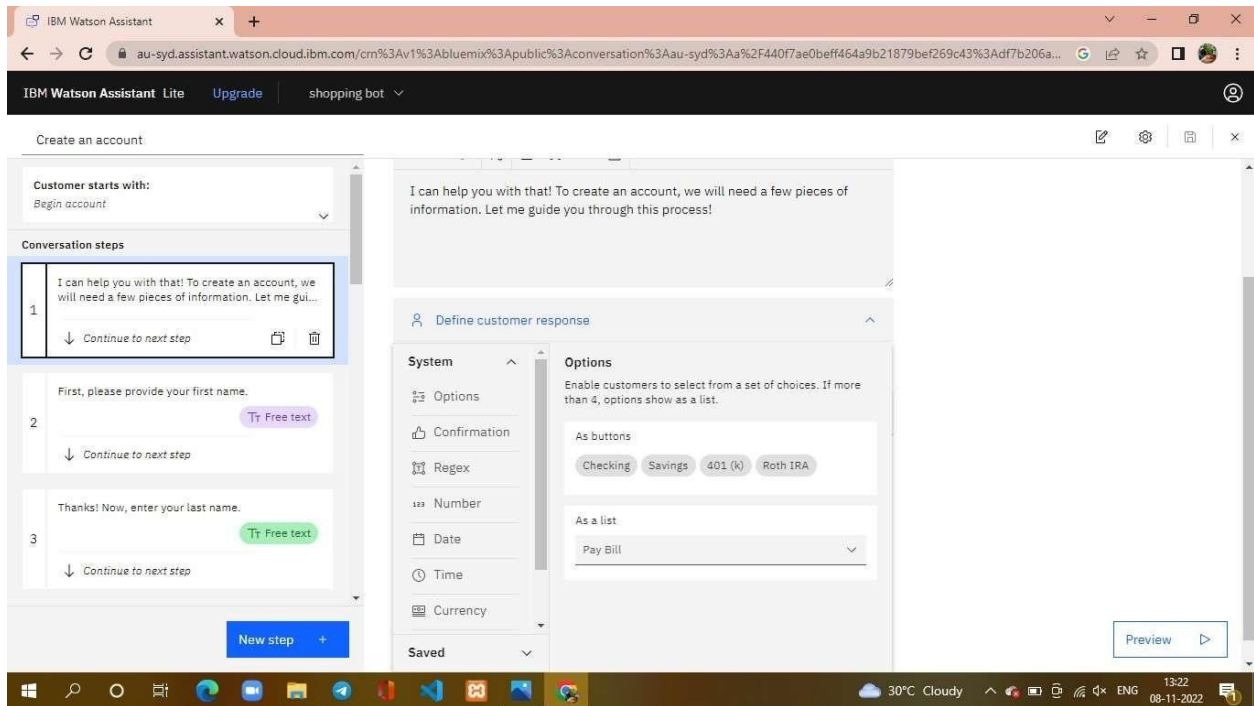 IBM Watson Assistant
au-syd.assistant.watson.cloud.ibm.com/crn%3Av1%3Abluemix%3Apublic%3Aconversation%3Aau-syd%3Aa%2F440f7ae0beff464a9b21879bef269c43%3Adf7b206a...
IBM Watson Assistant Lite Upgrade shopping bot
Create an account
Customer starts with:
Begin account
Conversation steps
1
I can help you with that! To create an account, we
will need a few pieces of information. Let me gui...
Continue to next step
2
First, please provide your first name.
Free text
Continue to next step
3
Thanks! Now, enter your last name.
Free text
Continue to next step
New step +
I can help you with that! To create an account, we will need a few pieces of
information. Let me guide you through this process!
Define customer response
System
Options
Confirmation
Regex
123 Number
Date
Time
Currency
Saved
Options
Enable customers to select from a set of choices. If more
than 4, options show as a list.
As buttons
Checking Savings 401 (k) Roth IRA
As a list
Pay Bill
Preview
30°C Cloudy ENG 13:22
08-11-2022